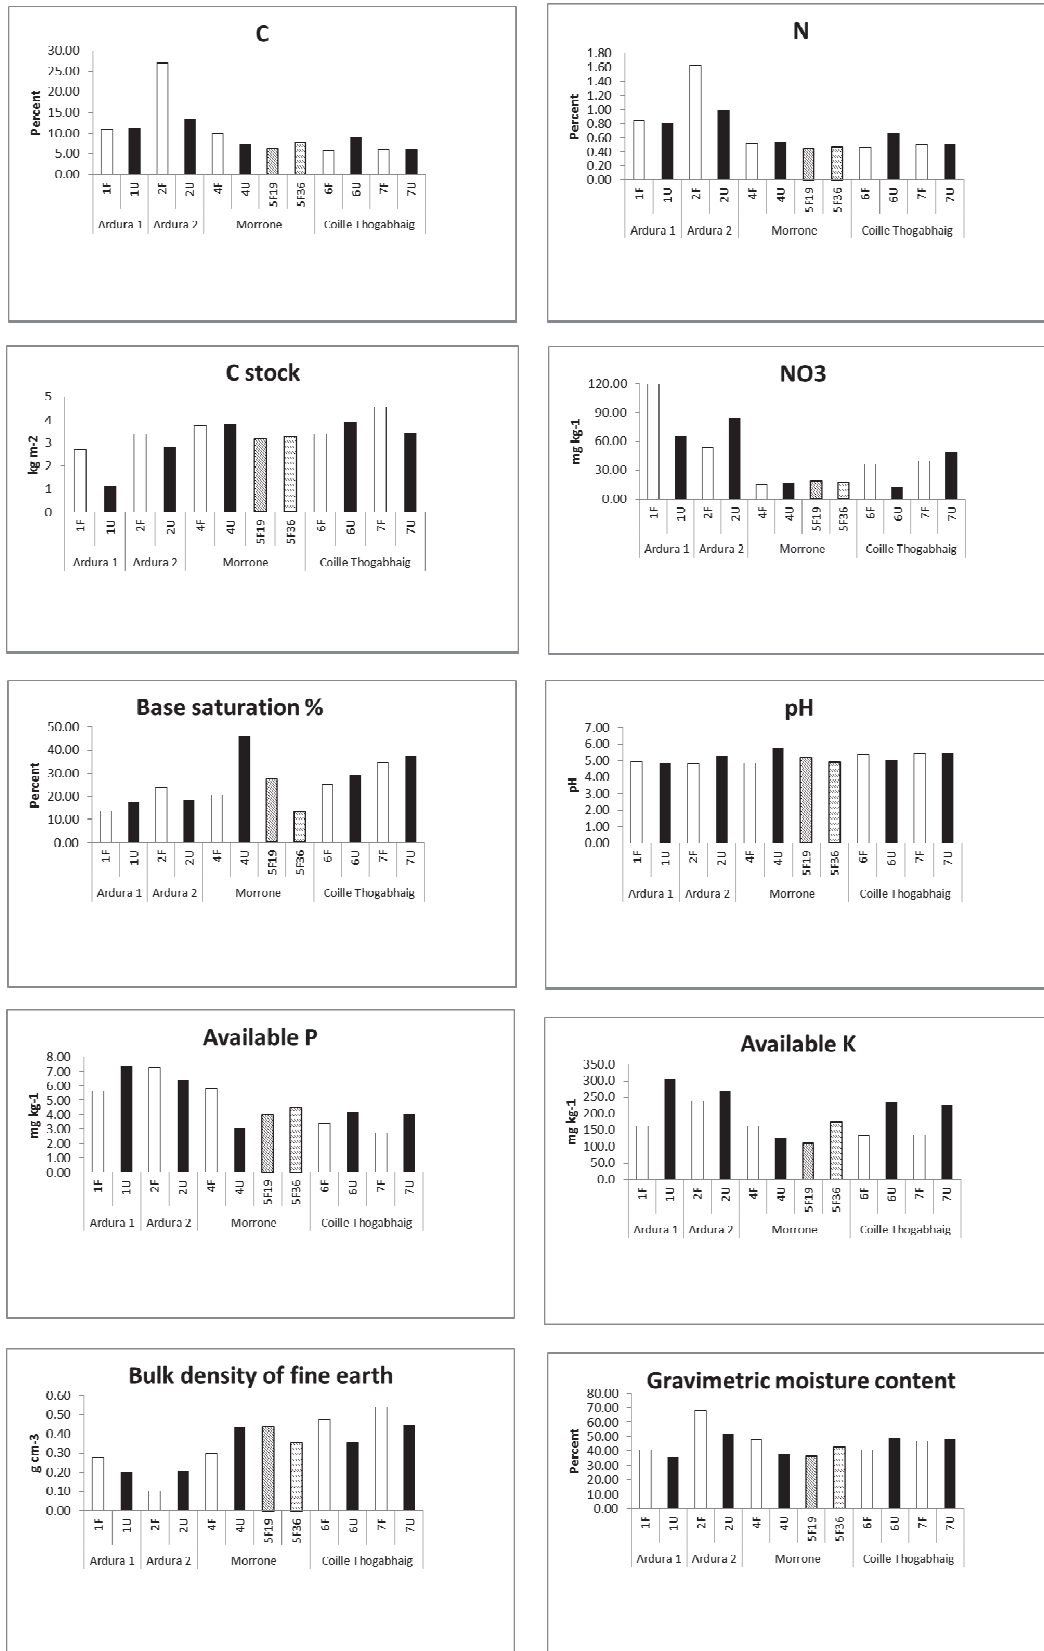 C
30.00
25.00
20.00
15.00
10.00
5.00
0.00
Percent
1F 1U 2F 2U 4F 4U 5F19 5F36 6F 6U 7F 7U
Ardura 1 Ardura 2 Morrone Coille Thogabhaig
N
1.80
1.60
1.40
1.20
1.00
0.80
0.60
0.40
0.20
0.00
Percent
1F 1U 2F 2U 4F 4U 5F19 5F36 6F 6U 7F 7U
Ardura 1 Ardura 2 Morrone Coille Thogabhaig
C stock
5
4
3
2
1
0
kg m-2
1F 1U 2F 2U 4F 4U 5F19 5F36 6F 6U 7F 7U
Ardura 1 Ardura 2 Morrone Coille Thogabhaig
NO3
120.00
90.00
60.00
30.00
0.00
mg kg-1
1F 1U 2F 2U 4F 4U 5F19 5F36 6F 6U 7F 7U
Ardura 1 Ardura 2 Morrone Coille Thogabhaig
Base saturation %
50.00
40.00
30.00
20.00
10.00
0.00
Percent
1F 1U 2F 2U 4F 4U 5F19 5F36 6F 6U 7F 7U
Ardura 1 Ardura 2 Morrone Coille Thogabhaig
pH
7.00
6.00
5.00
4.00
3.00
2.00
1.00
0.00
pH
1F 1U 2F 2U 4F 4U 5F19 5F36 6F 6U 7F 7U
Ardura 1 Ardura 2 Morrone Coille Thogabhaig
Available P
8.00
7.00
6.00
5.00
4.00
3.00
2.00
1.00
0.00
mg kg-1
1F 1U 2F 2U 4F 4U 5F19 5F36 6F 6U 7F 7U
Ardura 1 Ardura 2 Morrone Coille Thogabhaig
Available K
350.0
300.0
250.0
200.0
150.0
100.0
50.0
0.0
mg kg-1
1F 1U 2F 2U 4F 4U 5F19 5F36 6F 6U 7F 7U
Ardura 1 Ardura 2 Morrone Coille Thogabhaig
Bulk density of fine earth
0.60
0.50
0.40
0.30
0.20
0.10
0.00
g cm-3
1F 1U 2F 2U 4F 4U 5F19 5F36 6F 6U 7F 7U
Ardura 1 Ardura 2 Morrone Coille Thogabhaig
Gravimetric moisture content
80.00
70.00
60.00
50.00
40.00
30.00
20.00
10.00
0.00
Percent
1F 1U 2F 2U 4F 4U 5F19 5F36 6F 6U 7F 7U
Ardura 1 Ardura 2 Morrone Coille Thogabhaig